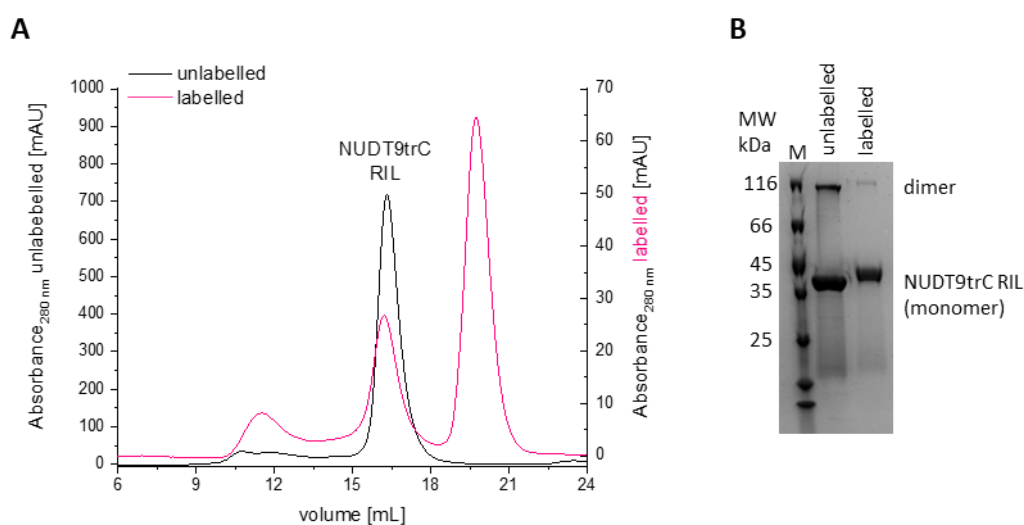 A
unlabelled
labelled
1000
900
800
700
600
500
400
300
200
100
0
Absorbance280 nm unlabebelled [mAU]
NUDT9trC
RIL
70
60
50
40
30
20
10
0
Absorbance280 nm labelled [mAU]
6 9 12 15 18 21 24
volume [mL]
B
MW
kDa
M
unlabelled
labelled
116
66
45
35
25
dimer
NUDT9trC RIL
(monomer)